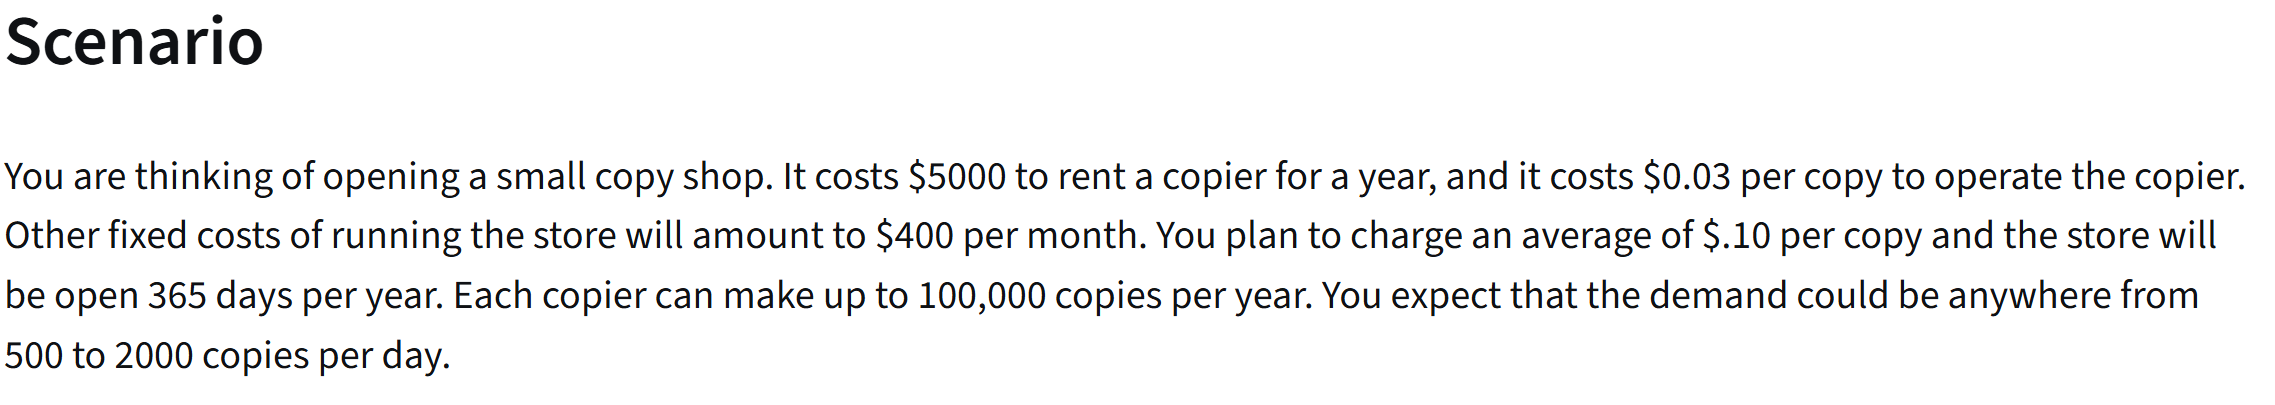 Scenario
You are thinking of opening a small copy shop. It costs $5000 to rent a copier for a year, and it costs $0.03 per copy to operate the copier.
Other fixed costs of running the store will amount to $400 per month. You plan to charge an average of $.10 per copy and the store will
be open 365 days per year. Each copier can make up to 100,000 copies per year. You expect that the demand could be anywhere from
500 to 2000 copies per day.